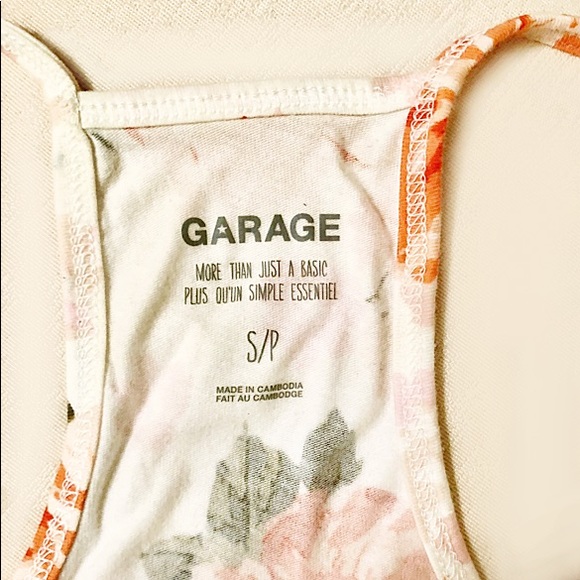 GARAGE
MORE THAN JUST A BASIC
PLUS QU'UN SIMPLE ESSENTIEL
S/P
MADE IN CAMBODIA
FAIT AU CAMBODGE